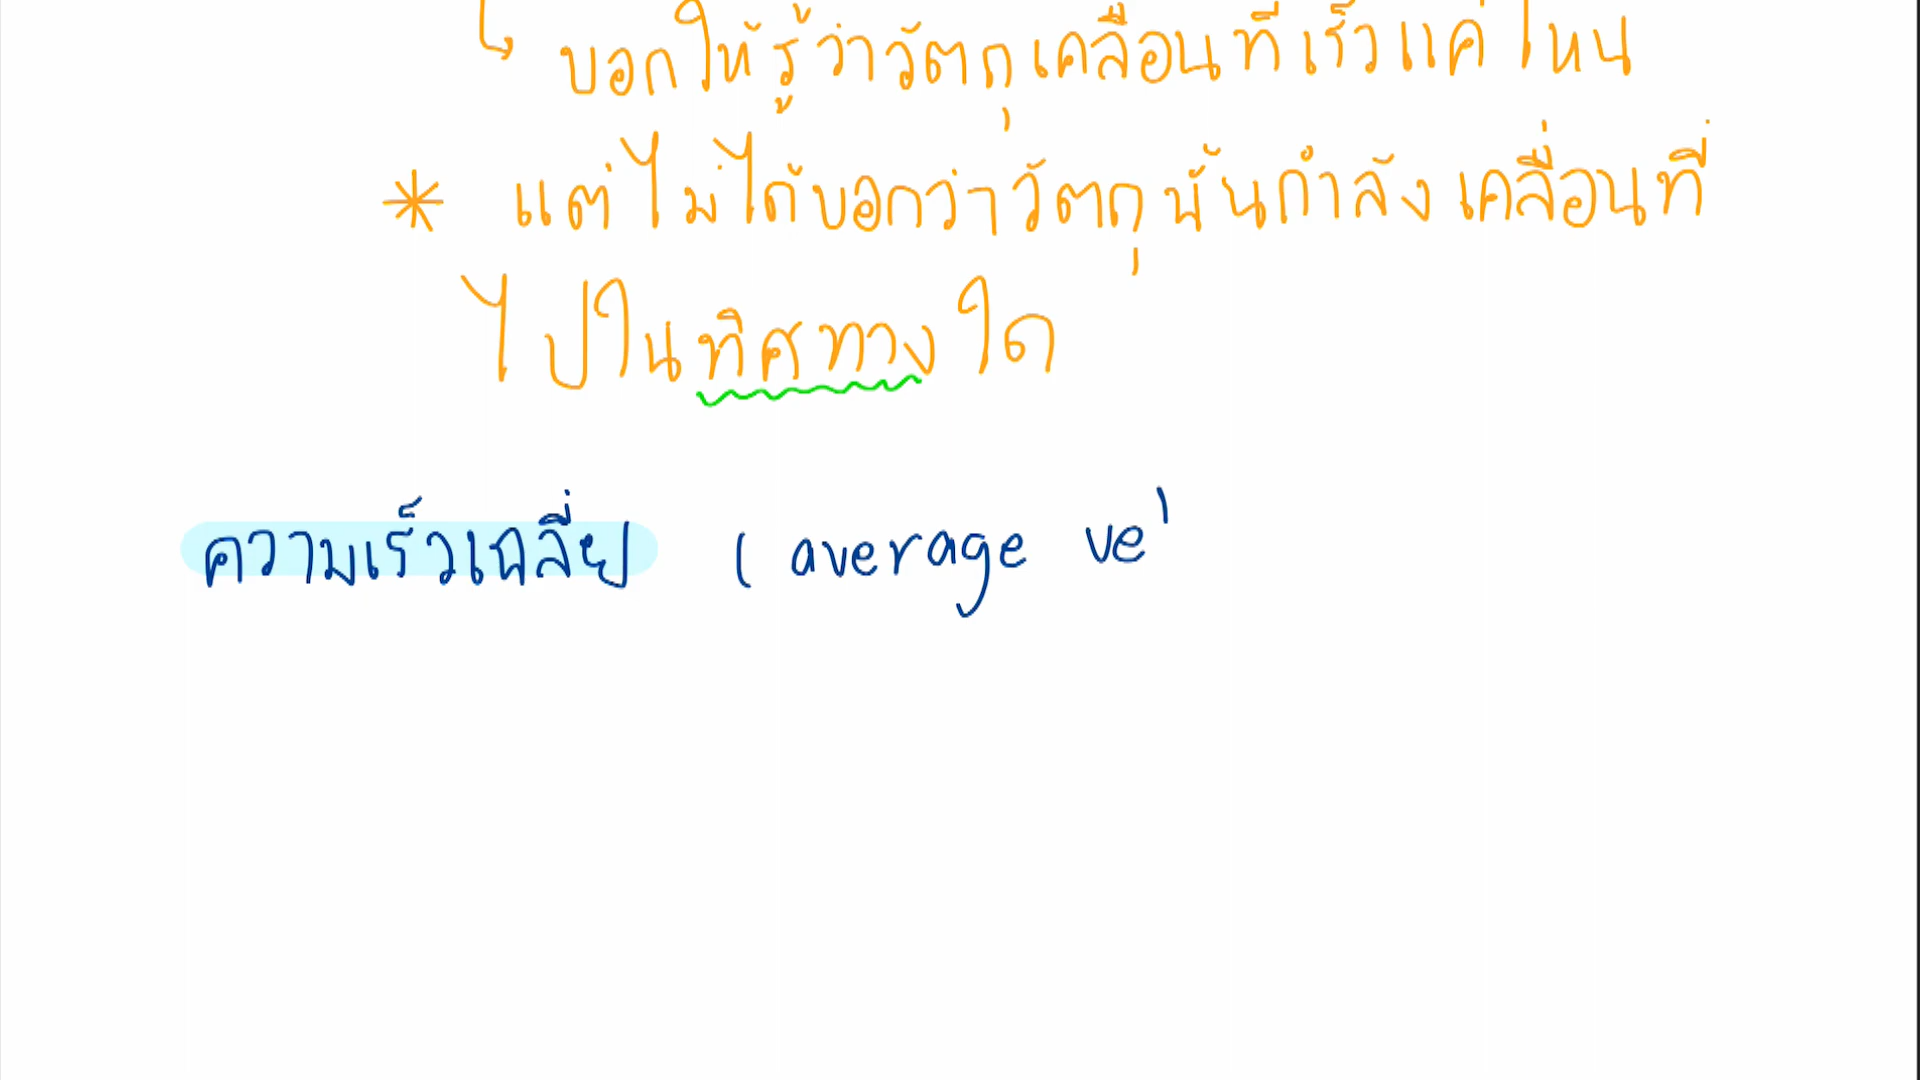 ↳ บอกให้รู้ว่าวัตถุเคลื่อนที่เร็วแค่ไหน
* แต่ไม่ได้บอกว่าวัตถุนั้นกำลังเคลื่อนที่
ไปในทิศทางใด
ความเร็วเฉลี่ย (average vel